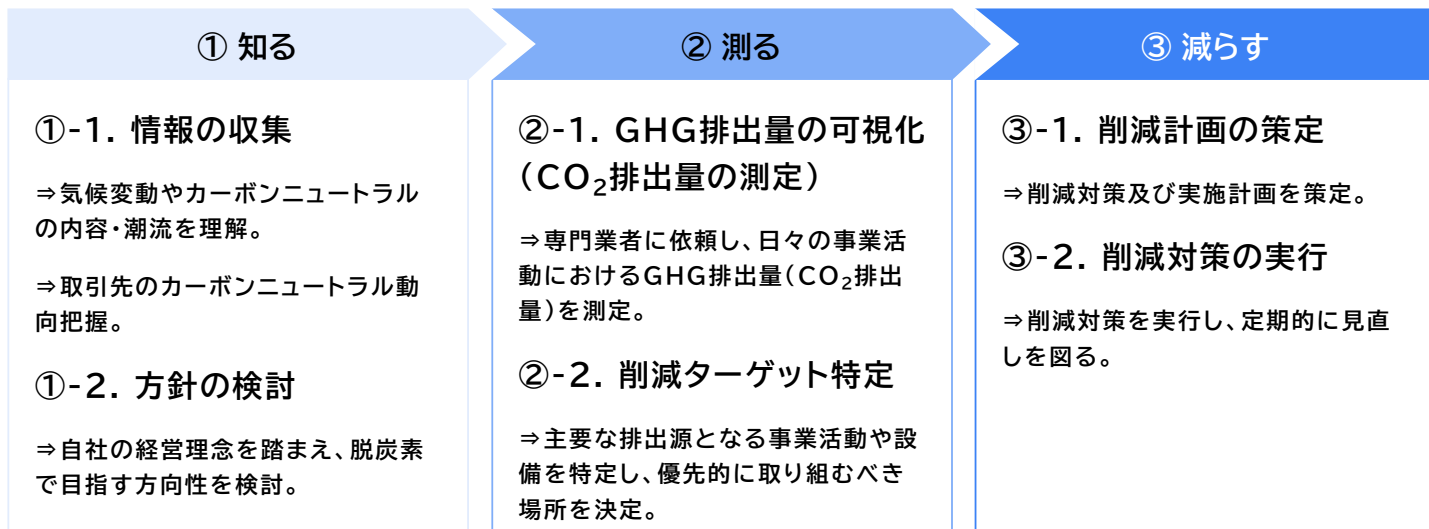 ① 知る
② 測る
③ 減らす
①-1. 情報の収集
⇒気候変動やカーボンニュートラル
の内容・潮流を理解。
⇒取引先のカーボンニュートラル動
向把握。
①-2. 方針の検討
⇒自社の経営理念を踏まえ、脱炭素
で目指す方向性を検討。
②-1. GHG排出量の可視化
（CO₂排出量の測定）
⇒専門業者に依頼し、日々の事業活
動におけるGHG排出量（CO₂排出
量）を測定。
②-2. 削減ターゲット特定
⇒主要な排出源となる事業活動や設
備を特定し、優先的に取り組むべき
場所を決定。
③-1. 削減計画の策定
⇒削減対策及び実施計画を策定。
③-2. 削減対策の実行
⇒削減対策を実行し、定期的に見直
しを図る。